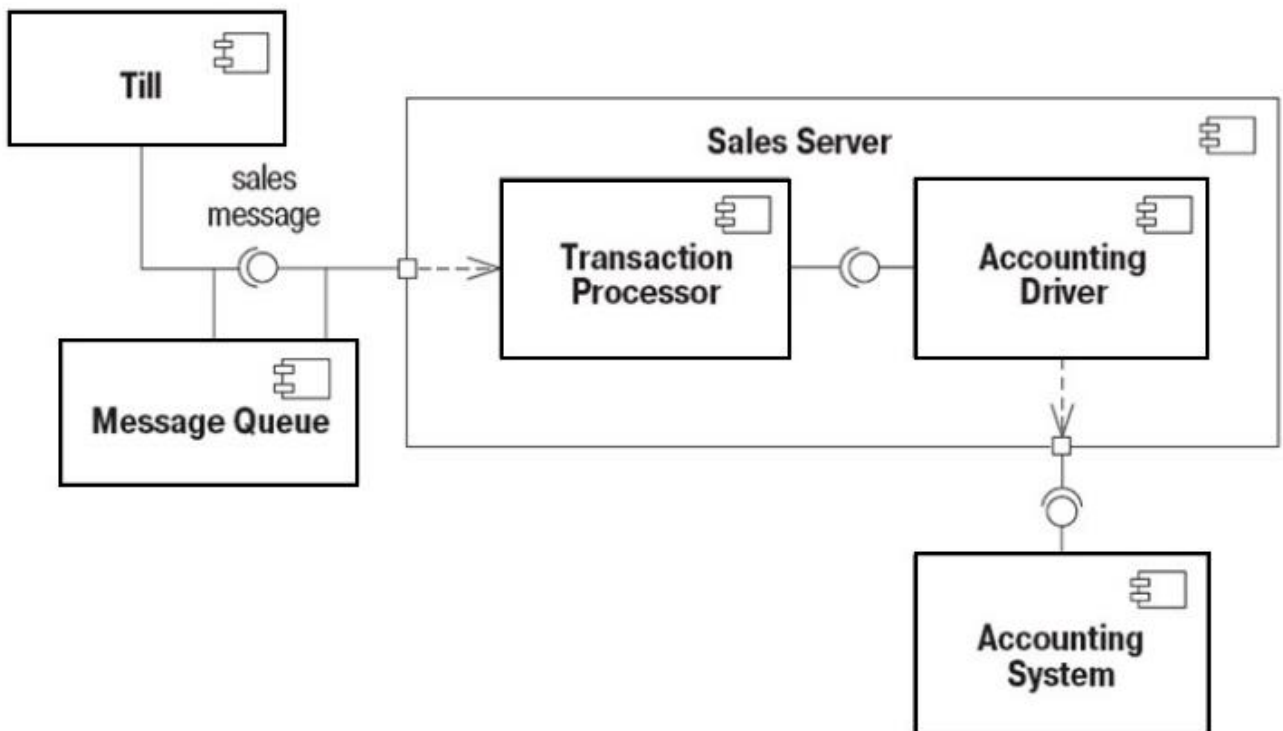 Till
sales
message
Sales Server
Transaction
Processor
Accounting
Driver
Message Queue
Accounting
System